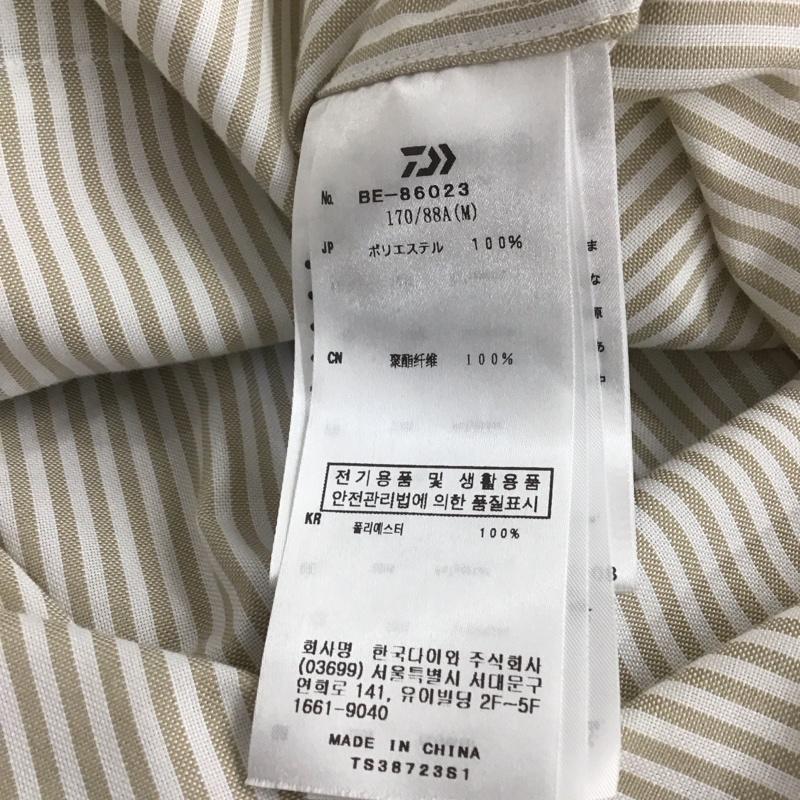 No. BE-86023
170/88A(M)
JP ポリエステル 100%
CN 聚酯纤维 100%
전기용품 및 생활용품
안전관리법에 의한 품질표시
KR 폴리에스터 100%
회사명 한국다이와 주식회사
(03699) 서울특별시 서대문구
연희로 141, 유이빌딩 2F~5F
1661-9040
MADE IN CHINA
TS38723S1
ま
な
あ